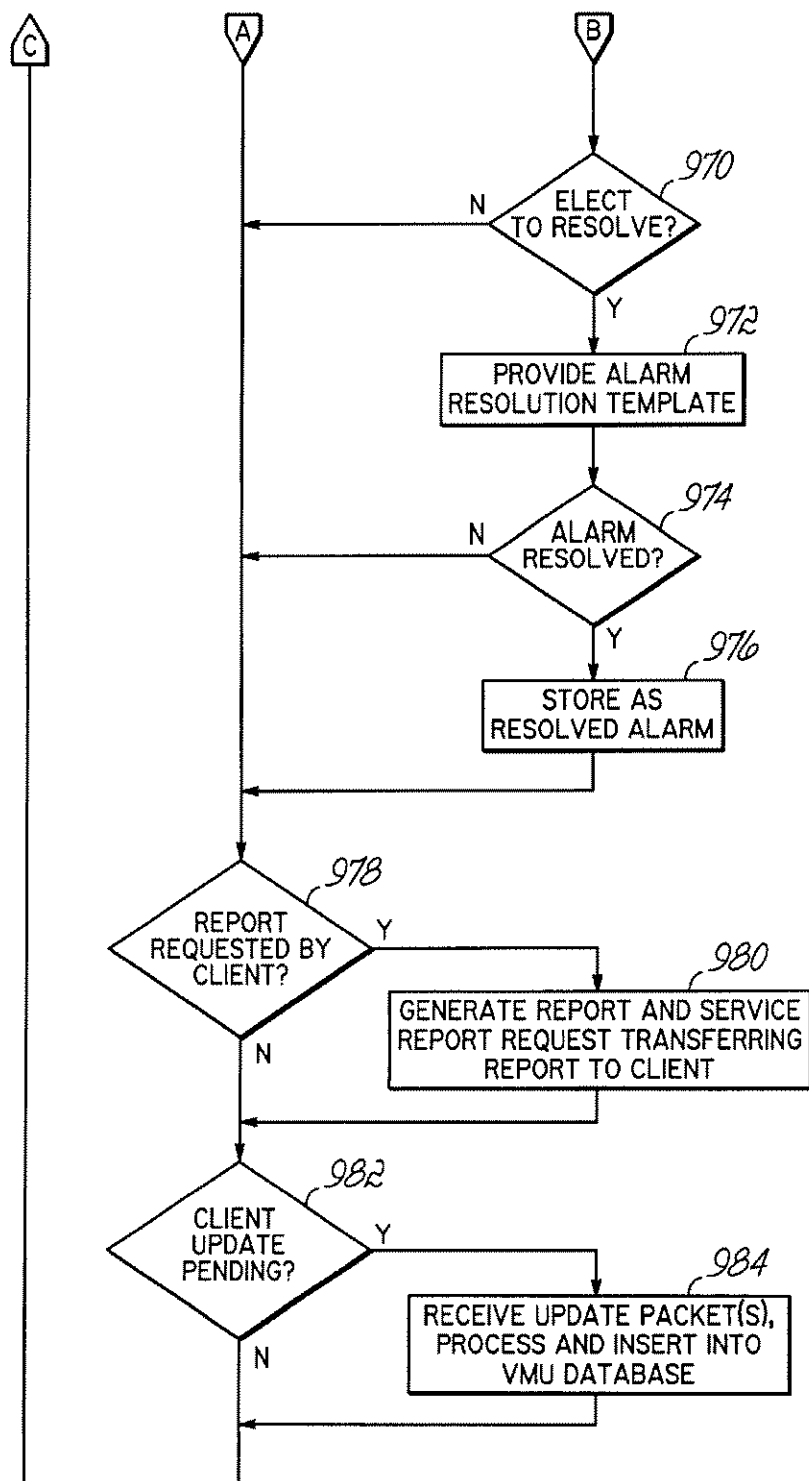 C
A
B
970
ELECT
TO RESOLVE?
N
Y
972
PROVIDE ALARM
RESOLUTION TEMPLATE
974
ALARM
RESOLVED?
N
Y
976
STORE AS
RESOLVED ALARM
978
REPORT
REQUESTED BY
CLIENT?
Y
N
980
GENERATE REPORT AND SERVICE
REPORT REQUEST TRANSFERRING
REPORT TO CLIENT
982
CLIENT
UPDATE
PENDING?
Y
N
984
RECEIVE UPDATE PACKET(S),
PROCESS AND INSERT INTO
VMU DATABASE